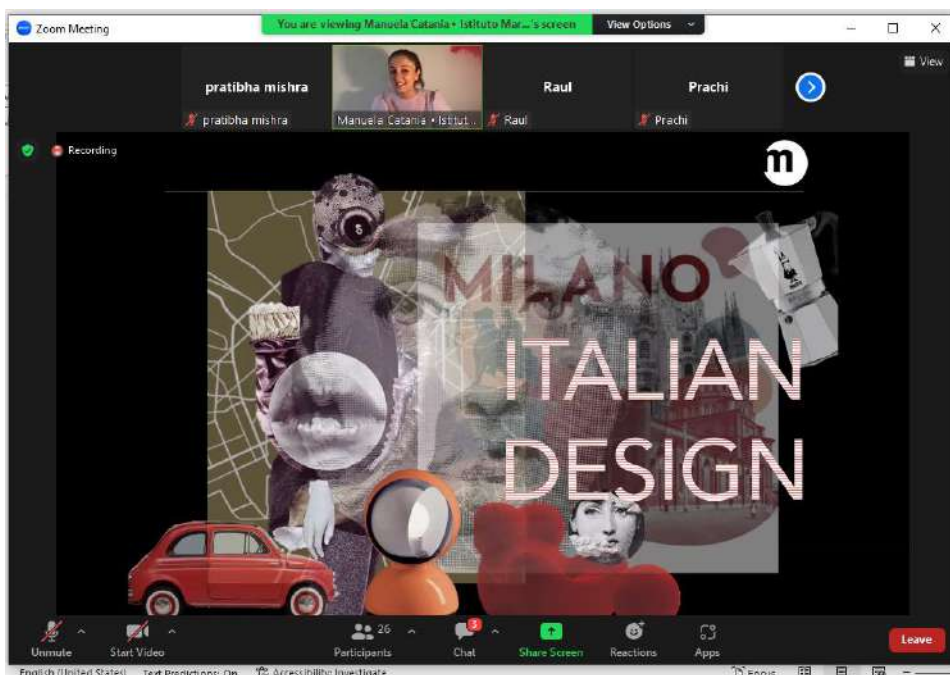 Zoom Meeting
You are viewing Manuela Catania • Istituto Mar...'s screen
View Options
View
pratibha mishra
pratibha mishra
Manuela Catania • Istitut...
Raul
Raul
Prachi
Prachi
Recording
m
MILANO
ITALIAN
DESIGN
Unmute
Start Video
26
Participants
3
Chat
Share Screen
Reactions
Apps
Leave
English (United States)
Text Predictions: On
Accessibility: Investigate
Focus